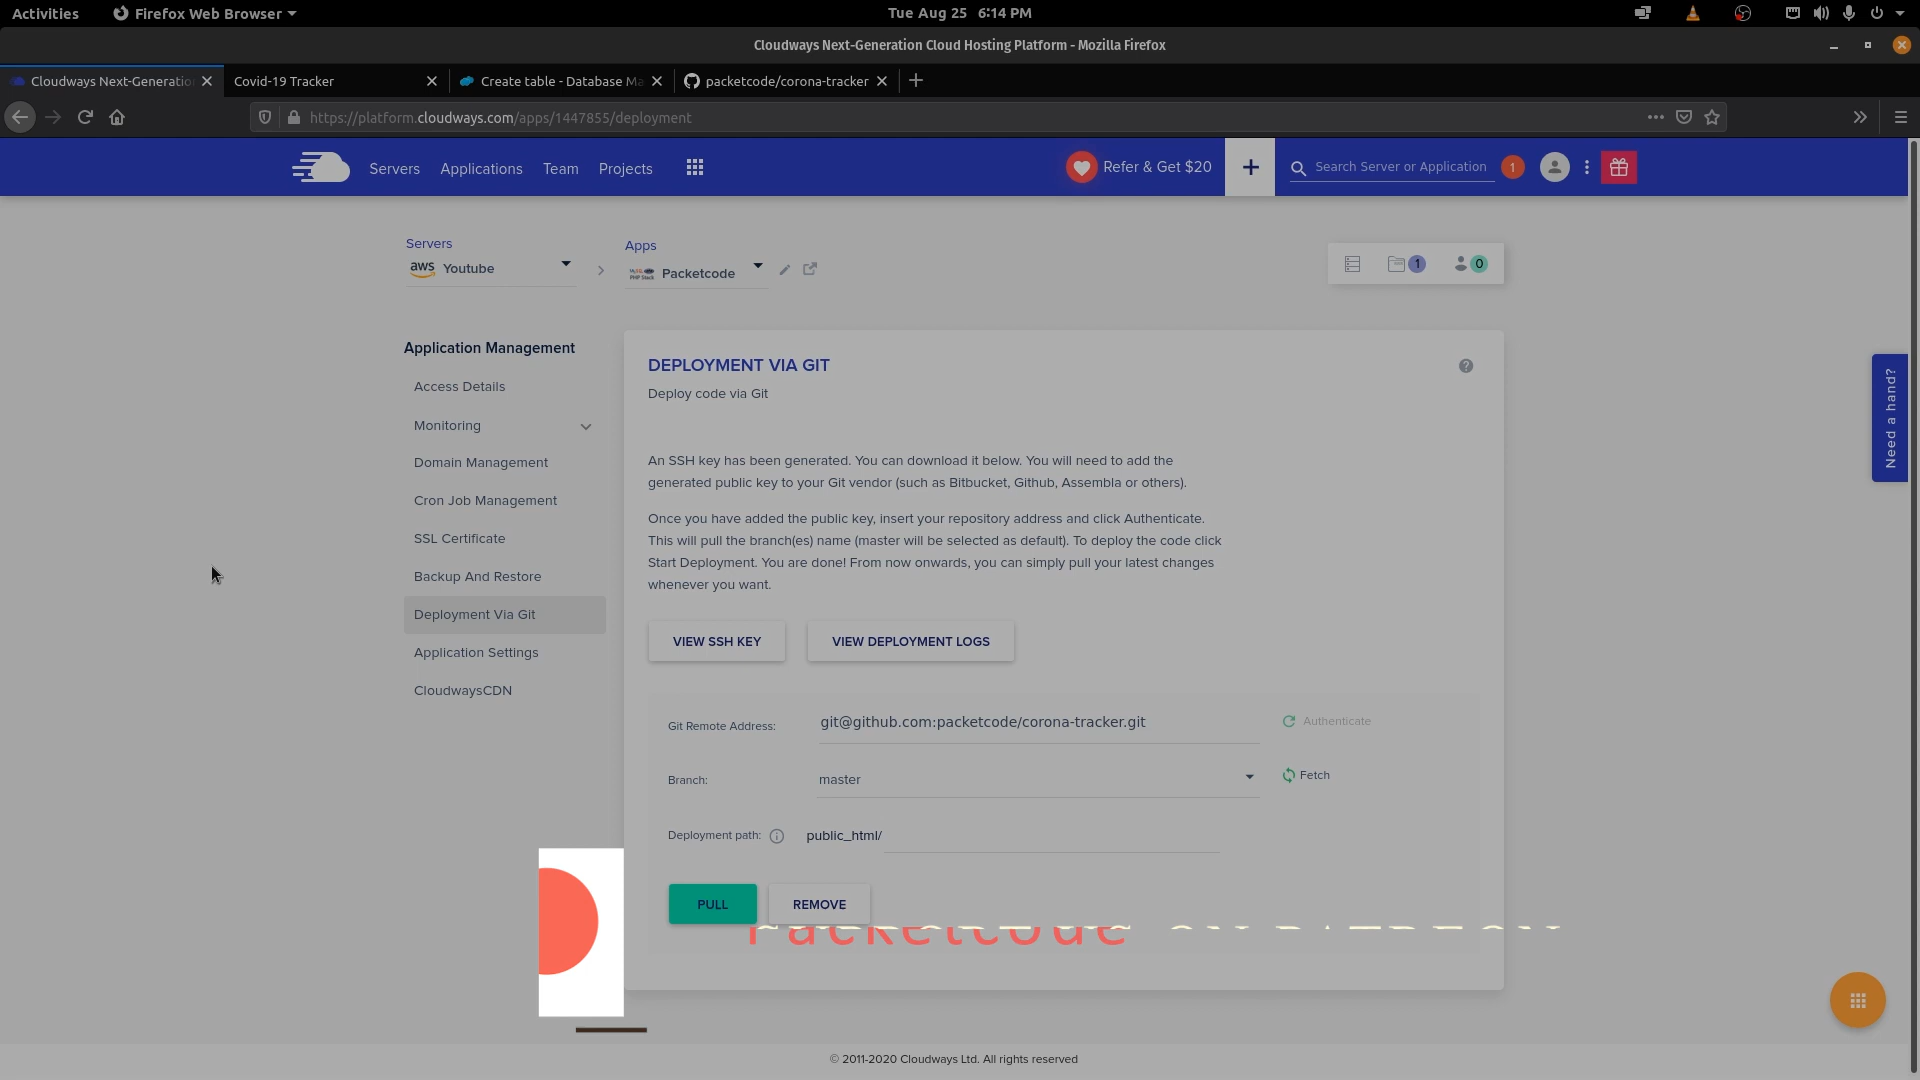 Activities
Firefox Web Browser
Tue Aug 25 6:14 PM
Cloudways Next-Generation Cloud Hosting Platform - Mozilla Firefox
Cloudways Next-Generatio
Covid-19 Tracker
Create table - Database Ma
packetcode/corona-tracker
https://platform.cloudways.com/apps/1447855/deployment
Servers
Applications
Team
Projects
Refer & Get $20
Search Server or Application
1
Servers
aws Youtube
Apps
Packetcode
1
0
Application Management
Access Details
Monitoring
Domain Management
Cron Job Management
SSL Certificate
Backup And Restore
Deployment Via Git
Application Settings
CloudwaysCDN
DEPLOYMENT VIA GIT
Deploy code via Git
An SSH key has been generated. You can download it below. You will need to add the
generated public key to your Git vendor (such as Bitbucket, Github, Assembla or others).
Once you have added the public key, insert your repository address and click Authenticate.
This will pull the branch(es) name (master will be selected as default). To deploy the code click
Start Deployment. You are done! From now onwards, you can simply pull your latest changes
whenever you want.
VIEW SSH KEY
VIEW DEPLOYMENT LOGS
Git Remote Address:
git@github.com:packetcode/corona-tracker.git
Authenticate
Branch:
master
Fetch
Deployment path:
public_html/
PULL
REMOVE
Packetcode
Need a hand?
© 2011-2020 Cloudways Ltd. All rights reserved